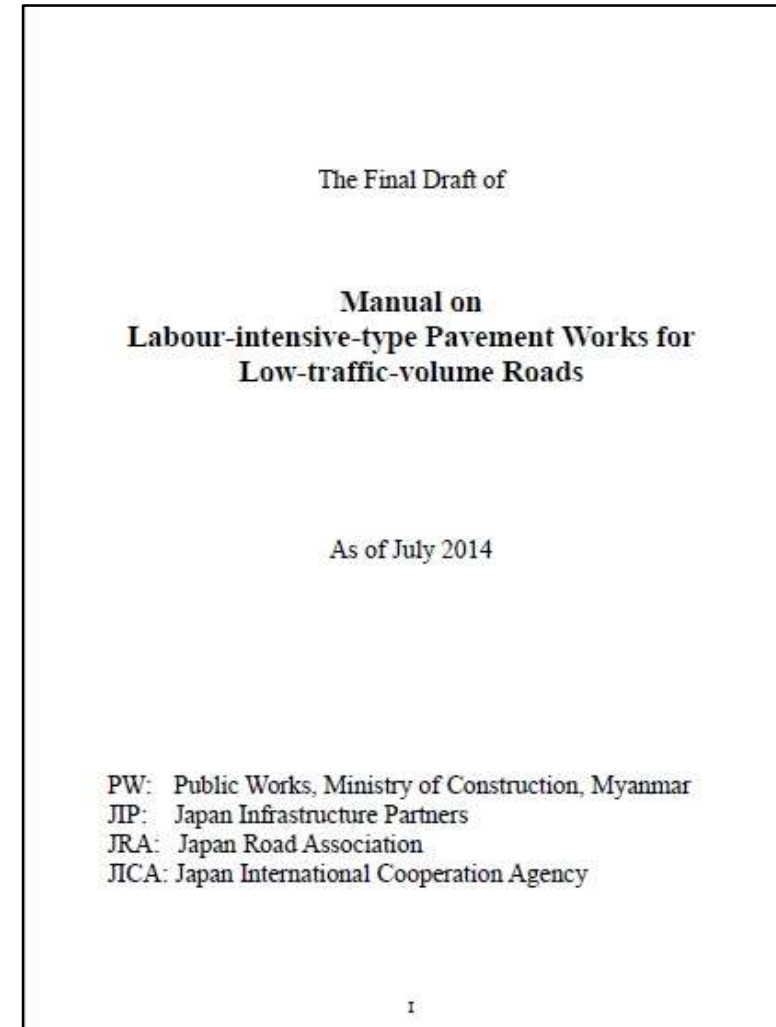 The Final Draft of
Manual on
Labour-intensive-type Pavement Works for
Low-traffic-volume Roads
As of July 2014
PW: Public Works, Ministry of Construction, Myanmar
JIP: Japan Infrastructure Partners
JRA: Japan Road Association
JICA: Japan International Cooperation Agency
I